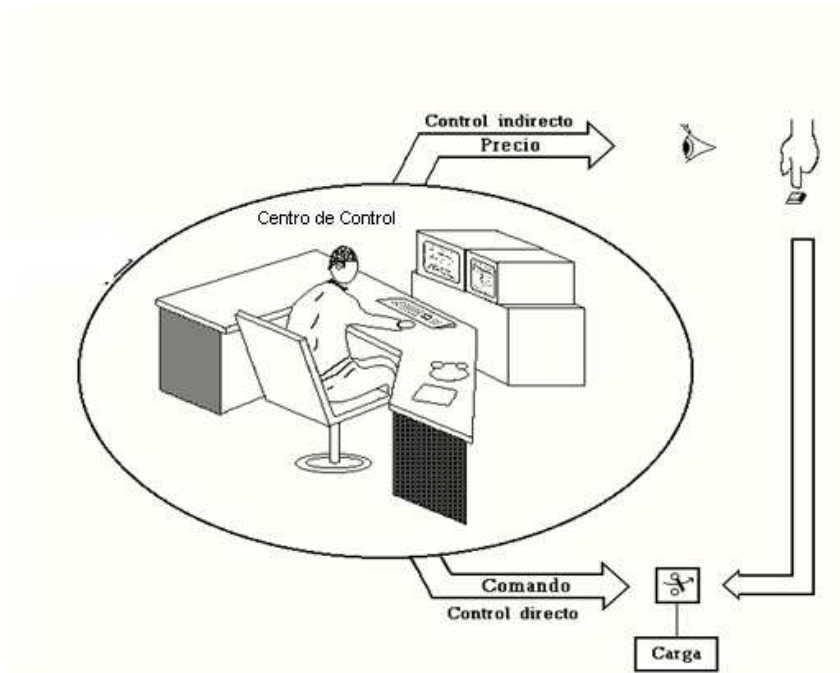 Control indirecto
Precio
Centro de Control
Comando
Control directo
Carga